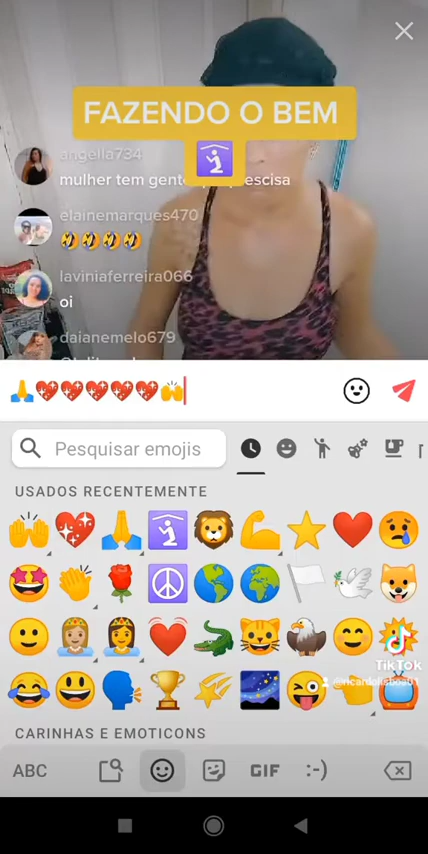 FAZENDO O BEM
angella734
mulher tem gente
escisa
elainemarques470
laviniaferreira066
oi
daianemelo679
Pesquisar emojis
USADOS RECENTEMENTE
TikTok
CARINHAS E EMOTICONS
ABC
GIF
:-)